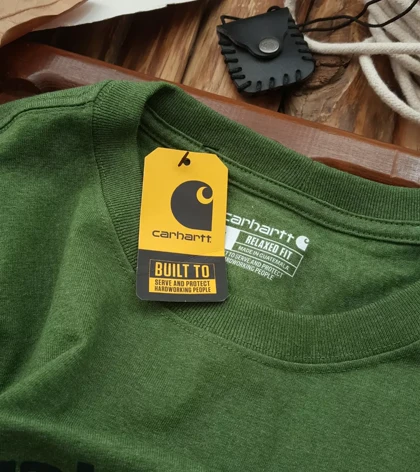 carhartt
BUILT TO
SERVE AND PROTECT
HARDWORKING PEOPLE
carhartt
RELAXED FIT
MADE IN GUATEMALA
TO SERVE AND PROTECT
HARDWORKING PEOPLE